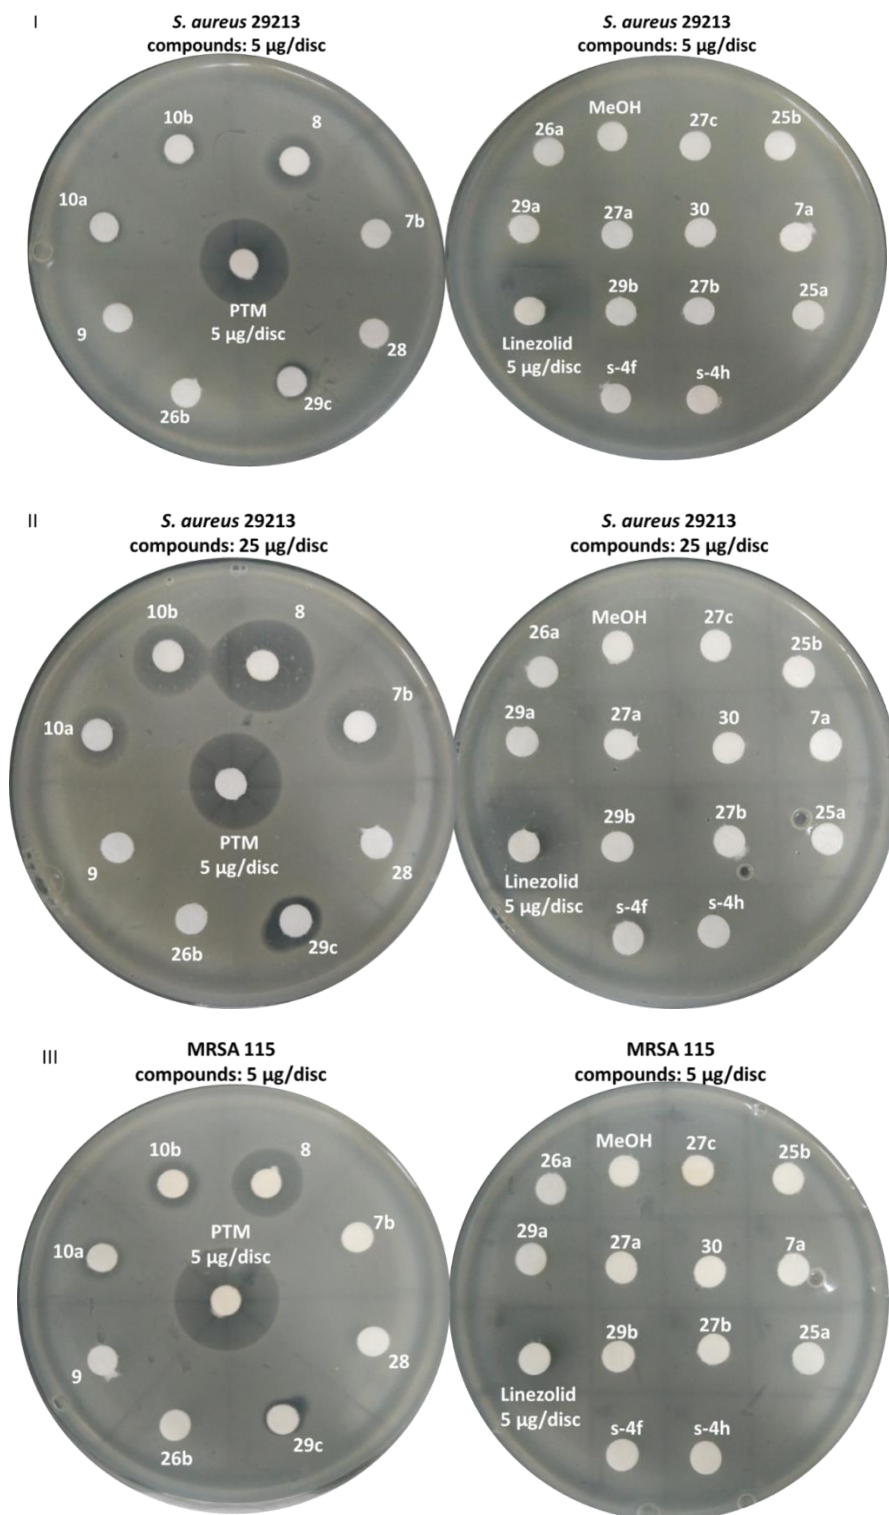 I
S. aureus 29213
compounds: 5 µg/disc
S. aureus 29213
compounds: 5 µg/disc
10b
8
10a
7b
PTM
5 µg/disc
9
28
26b
29c
MeOH
26a
27c
25b
29a
27a
30
7a
29b
27b
25a
Linezolid
5 µg/disc
s-4f
s-4h
II
S. aureus 29213
compounds: 25 µg/disc
S. aureus 29213
compounds: 25 µg/disc
10b
8
7b
10a
PTM
5 µg/disc
9
28
26b
29c
MeOH
27c
26a
25b
29a
27a
30
7a
29b
27b
25a
Linezolid
5 µg/disc
s-4f
s-4h
III
MRSA 115
compounds: 5 µg/disc
MRSA 115
compounds: 5 µg/disc
10b
8
7b
PTM
5 µg/disc
10a
9
28
26b
29c
MeOH
27c
26a
25b
29a
27a
30
7a
29b
27b
25a
Linezolid
5 µg/disc
s-4f
s-4h